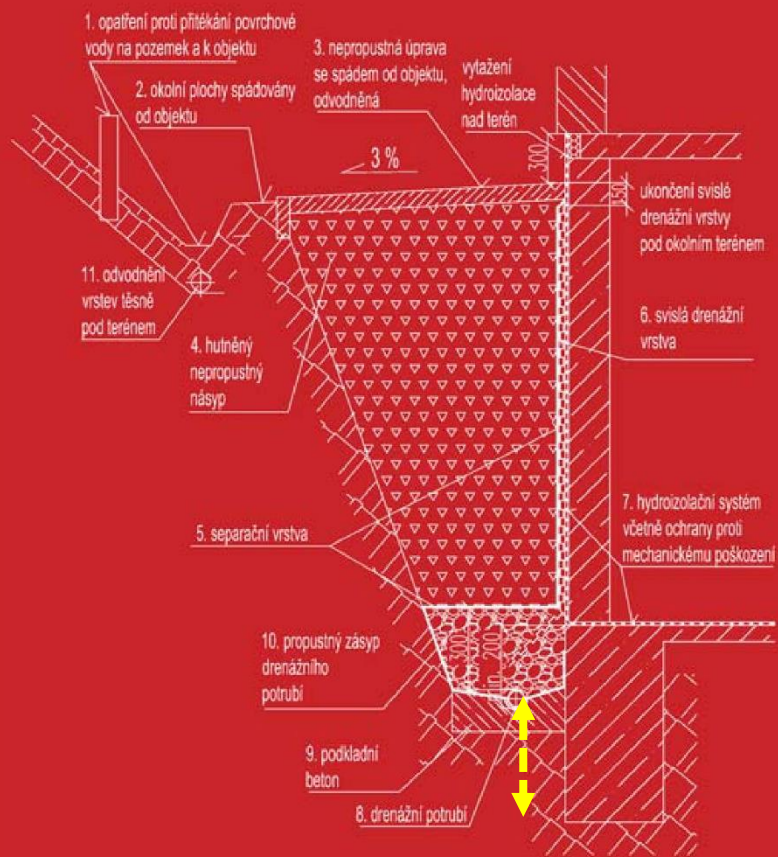 1. opatření proti přitékání povrchové
vody na pozemek a k objektu
2. okolní plochy spádovány
od objektu
3. nepropustná úprava
se spádem od objektu,
odvodněná
vytažení
hydroizolace
nad terén
300
3 %
150
ukončení svislé
drenážní vrstvy
pod okolním terénem
11. odvodnění
vrstev těsně
pod terénem
4. hutněný
nepropustný
násyp
6. svislá drenážní
vrstva
5. separační vrstva
7. hydroizolační systém
včetně ochrany proti
mechanickému poškození
10. propustný zásyp
drenážního
potrubí
300
200
9. podkladní
beton
8. drenážní potrubí